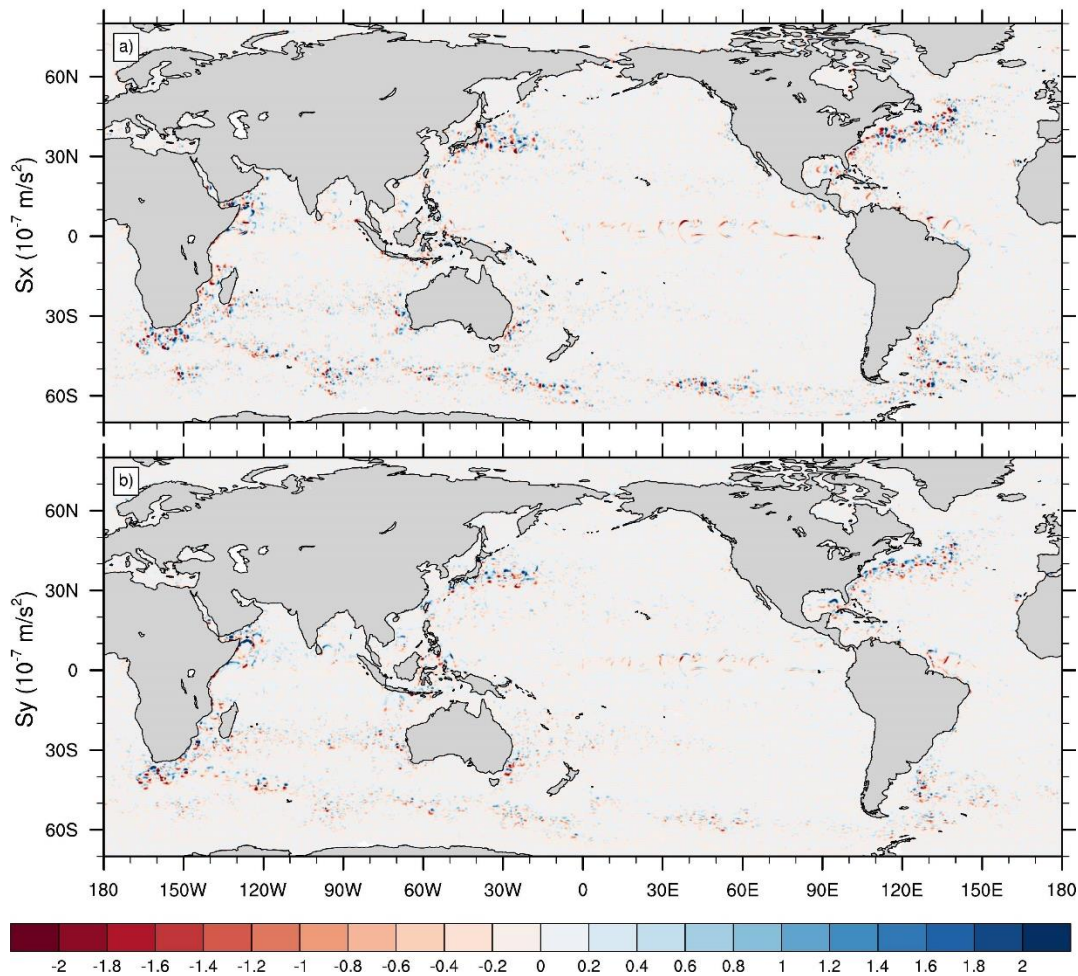 a)
60N
30N
0
30S
60S
Sx (10⁻⁷ m/s²)
b)
60N
30N
0
30S
60S
Sy (10⁻⁷ m/s²)
180 150W 120W 90W 60W 30W 0 30E 60E 90E 120E 150E 180
-2 -1.8 -1.6 -1.4 -1.2 -1 -0.8 -0.6 -0.4 -0.2 0 0.2 0.4 0.6 0.8 1 1.2 1.4 1.6 1.8 2